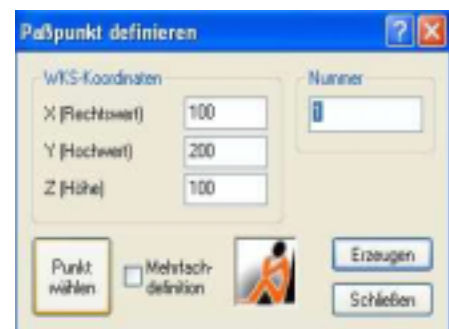 Paßpunkt definieren
WKS-Koordinaten
X (Rechtswert) 100
Y (Hochwert) 200
Z (Höhe) 100
Nummer
1
Punkt
wählen
Mehrfach-
definition
Erzeugen
Schließen